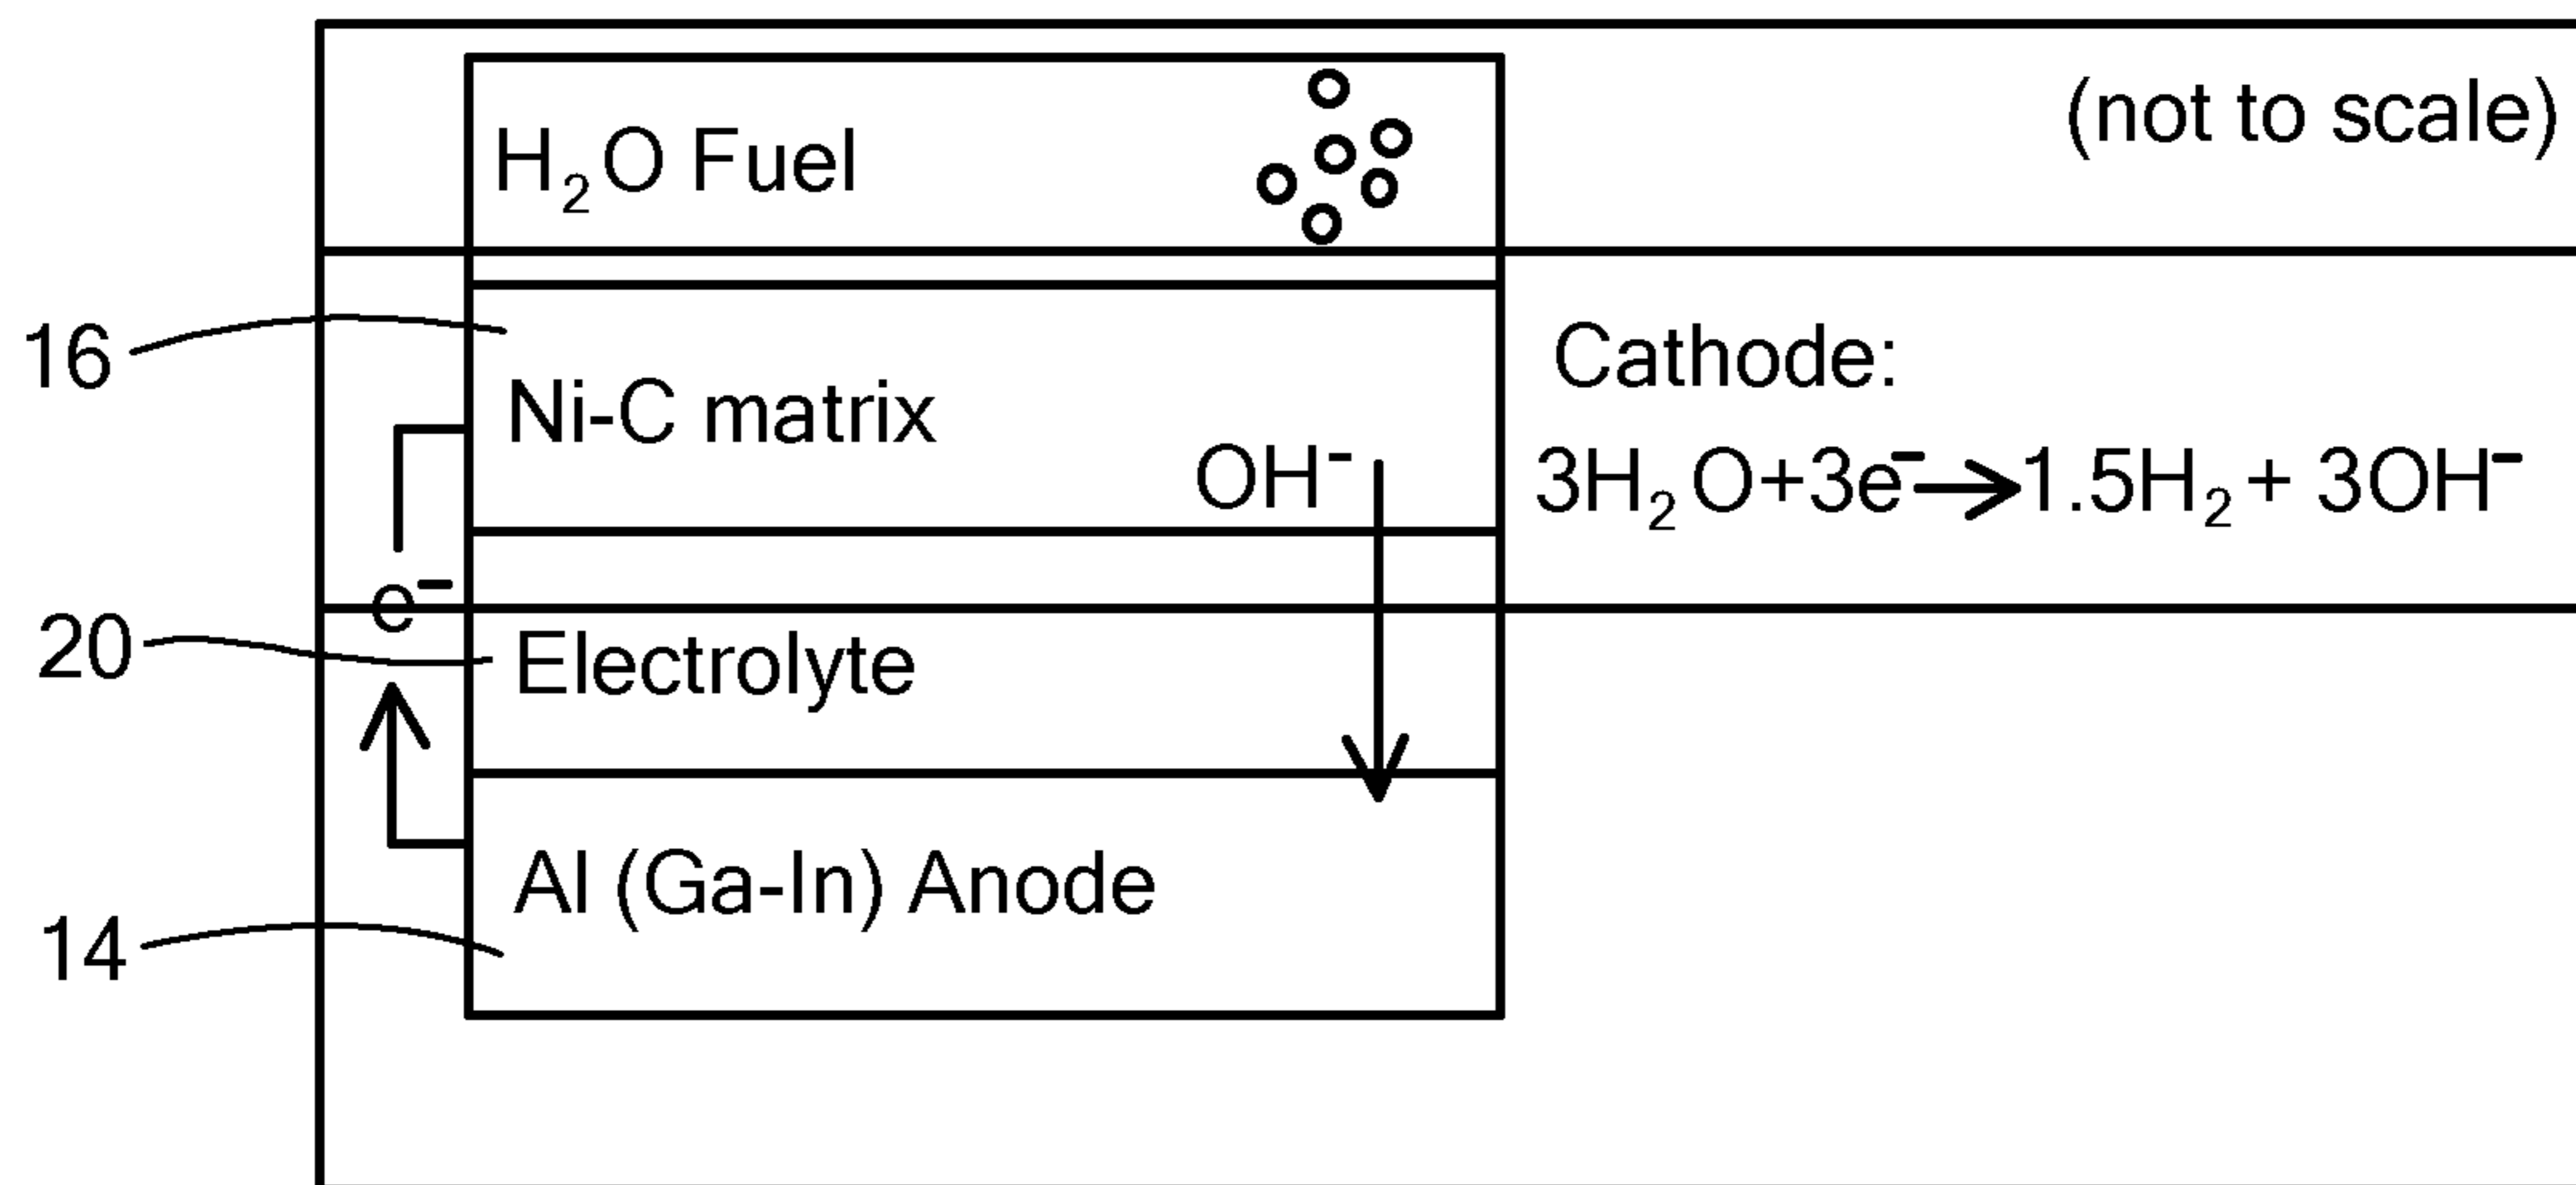 (not to scale)
H₂O Fuel
16
Cathode:
Ni-C matrix
OH⁻
3H₂O+3e⁻→1.5H₂+ 3OH⁻
e⁻
20
Electrolyte
Al (Ga-In) Anode
14